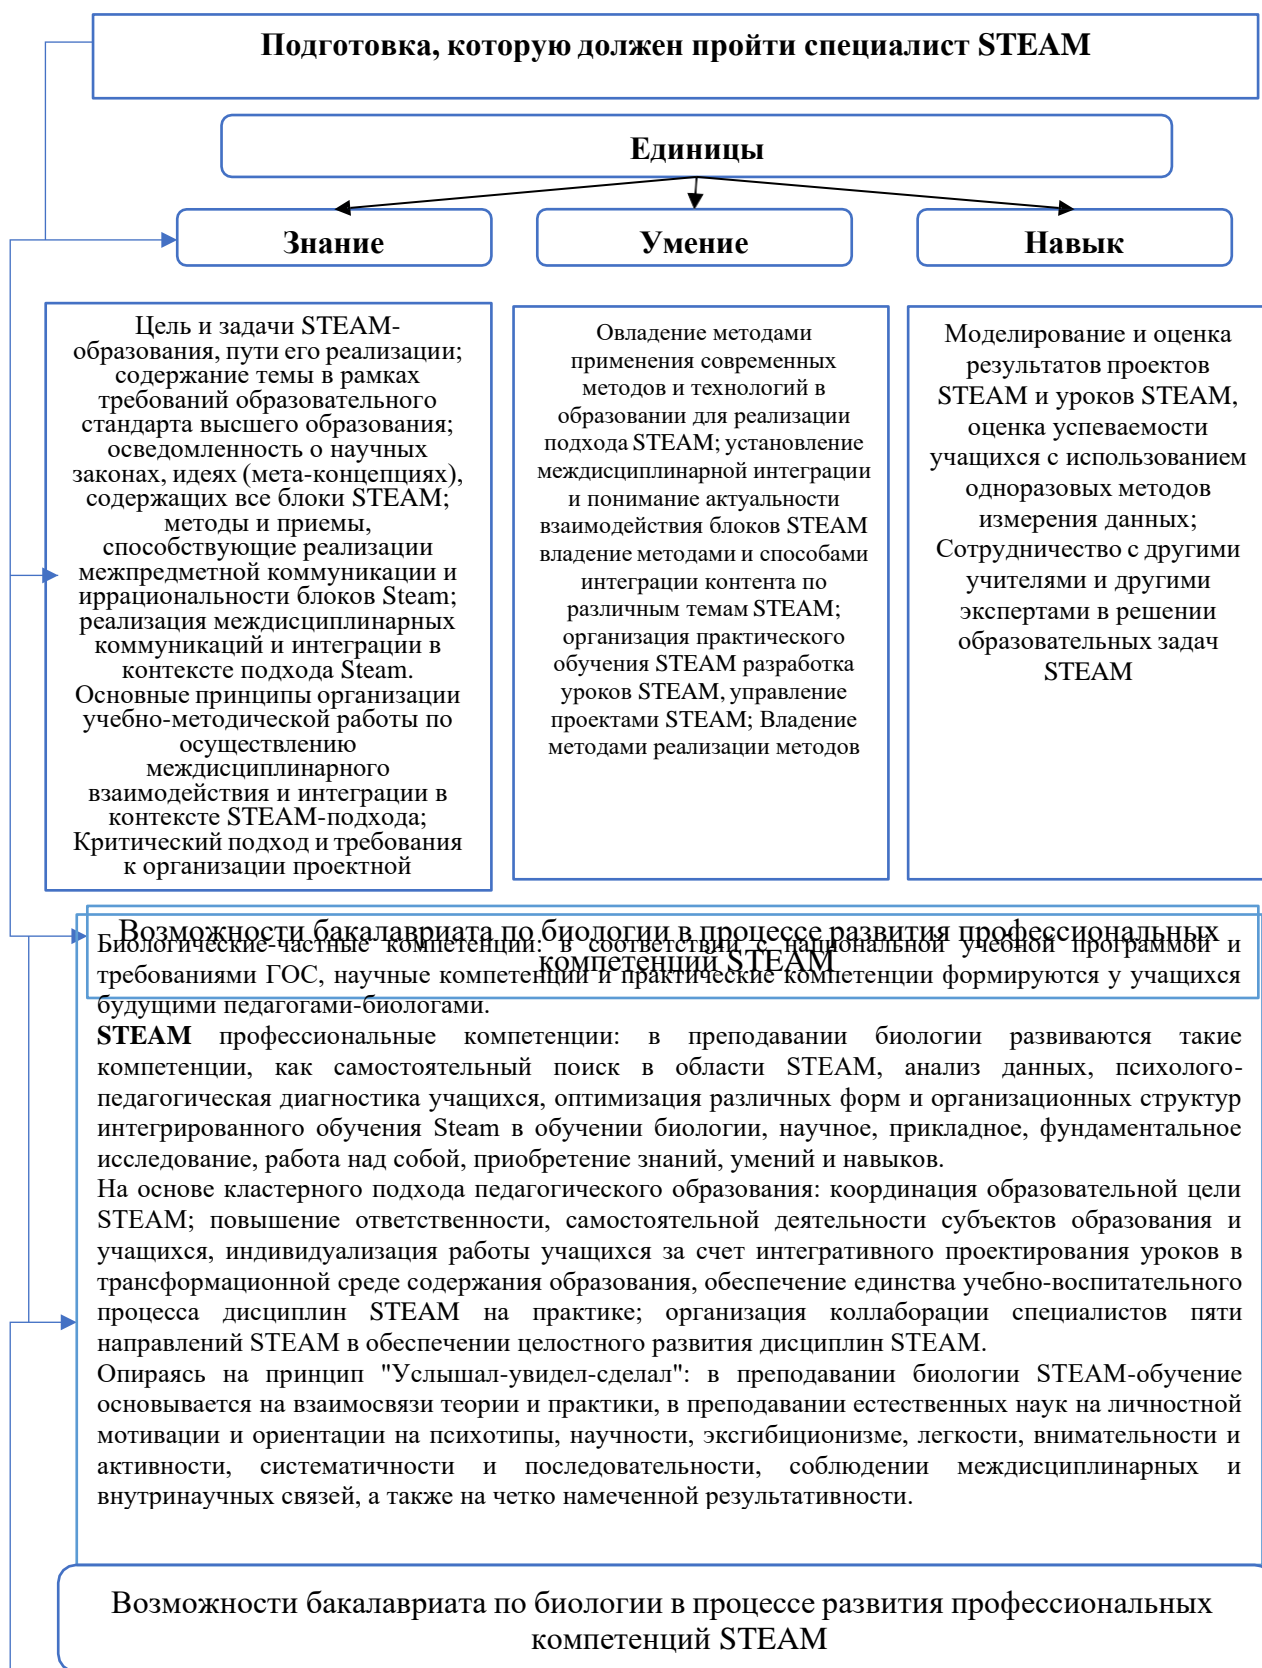 Подготовка, которую должен пройти специалист STEAM
Единицы
Знание
Умение
Навык
Цель и задачи STEAM-
образования, пути его реализации;
содержание темы в рамках
требований образовательного
стандарта высшего образования;
осведомленность о научных
законах, идеях (мета-концепциях),
содержащих все блоки STEAM;
методы и приемы,
способствующие реализации
межпредметной коммуникации и
иррациональности блоков Steam;
реализация междисциплинарных
коммуникаций и интеграции в
контексте подхода Steam.
Основные принципы организации
учебно-методической работы по
осуществлению
междисциплинарного
взаимодействия и интеграции в
контексте STEAM-подхода;
Критический подход и требования
к организации проектной
Овладение методами
применения современных
методов и технологий в
образовании для реализации
подхода STEAM; установление
междисциплинарной интеграции
и понимание актуальности
взаимодействия блоков STEAM
владение методами и способами
интеграции контента по
различным темам STEAM;
организация практического
обучения STEAM разработка
уроков STEAM, управление
проектами STEAM; Владение
методами реализации методов
Моделирование и оценка
результатов проектов
STEAM и уроков STEAM,
оценка успеваемости
учащихся с использованием
одноразовых методов
измерения данных;
Сотрудничество с другими
учителями и другими
экспертами в решении
образовательных задач
STEAM
Возможности бакалавриата по биологии в процессе развития профессиональных
компетенций STEAM
Биологические-частные компетенции: в соответствии с национальной учебной программой и
требованиями ГОС, научные компетенции и практические компетенции формируются у учащихся
будущими педагогами-биологами.
STEAM профессиональные компетенции: в преподавании биологии развиваются такие
компетенции, как самостоятельный поиск в области STEAM, анализ данных, психолого-
педагогическая диагностика учащихся, оптимизация различных форм и организационных структур
интегрированного обучения Steam в обучении биологии, научное, прикладное, фундаментальное
исследование, работа над собой, приобретение знаний, умений и навыков.
На основе кластерного подхода педагогического образования: координация образовательной цели
STEAM; повышение ответственности, самостоятельной деятельности субъектов образования и
учащихся, индивидуализация работы учащихся за счет интегративного проектирования уроков в
трансформационной среде содержания образования, обеспечение единства учебно-воспитательного
процесса дисциплин STEAM на практике; организация коллаборации специалистов пяти
направлений STEAM в обеспечении целостного развития дисциплин STEAM.
Опираясь на принцип "Услышал-увидел-сделал": в преподавании биологии STEAM-обучение
основывается на взаимосвязи теории и практики, в преподавании естественных наук на личностной
мотивации и ориентации на психотипы, научности, эксгибиционизме, легкости, внимательности и
активности, систематичности и последовательности, соблюдении междисциплинарных и
внутринаучных связей, а также на четко намеченной результативности.
Возможности бакалавриата по биологии в процессе развития профессиональных
компетенций STEAM